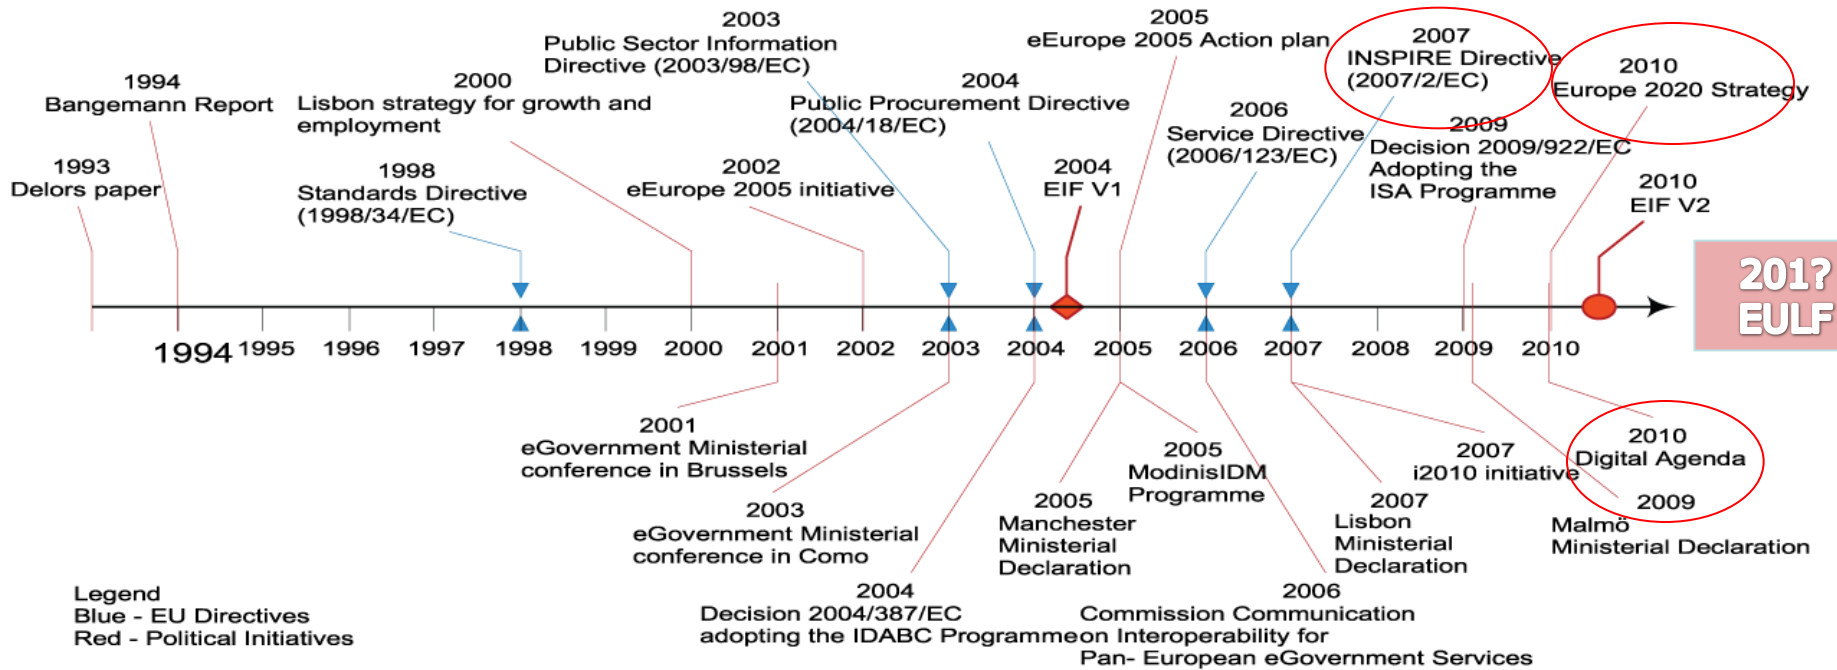 1993
Delors paper
1994
Bangemann Report
1998
Standards Directive
(1998/34/EC)
2000
Lisbon strategy for growth and
employment
2002
eEurope 2005 initiative
2003
Public Sector Information
Directive (2003/98/EC)
2004
Public Procurement Directive
(2004/18/EC)
2004
EIF V1
2005
eEurope 2005 Action plan
2006
Service Directive
(2006/123/EC)
2007
INSPIRE Directive
(2007/2/EC)
2009
Decision 2009/922/EC
Adopting the
ISA Programme
2010
Europe 2020 Strategy
2010
EIF V2
201?
EULF
1994 1995 1996 1997 1998 1999 2000 2001 2002 2003 2004 2005 2006 2007 2008 2009 2010
2001
eGovernment Ministerial
conference in Brussels
2003
eGovernment Ministerial
conference in Como
2004
Decision 2004/387/EC
adopting the IDABC Programme
2005
Manchester
Ministerial
Declaration
2005
ModinisIDM
Programme
2006
Commission Communication
on Interoperability for
Pan- European eGovernment Services
2007
Lisbon
Ministerial
Declaration
2007
i2010 initiative
2010
Digital Agenda
2009
Malmö
Ministerial Declaration
Legend
Blue - EU Directives
Red - Political Initiatives